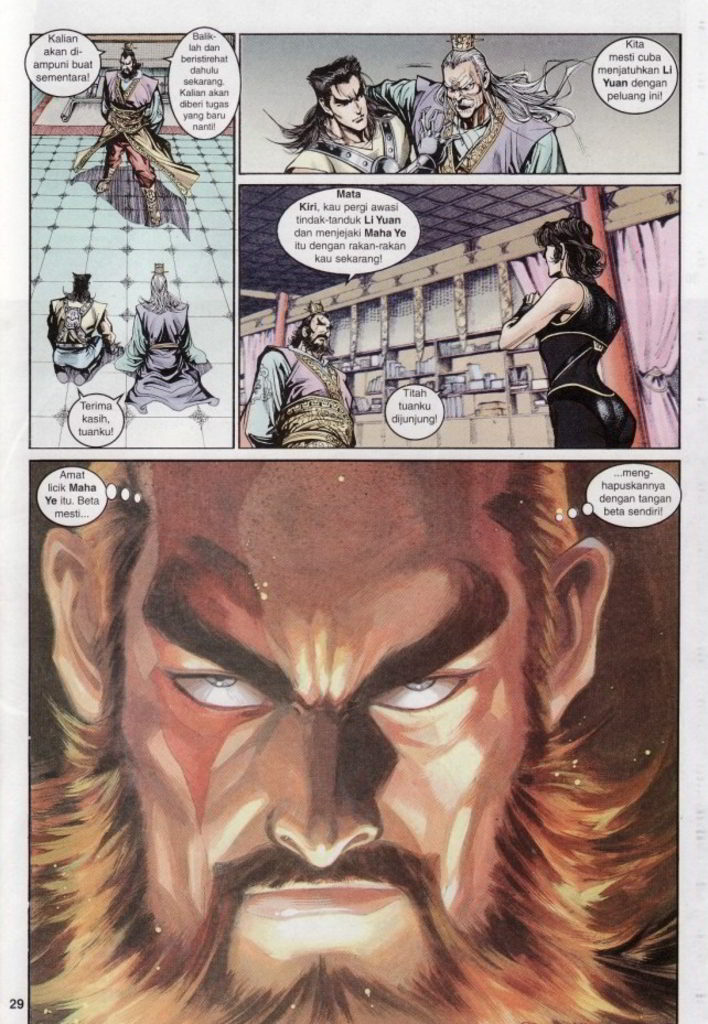 Kalian
akan di-
ampuni buat
sementara!
Balik-
lah dan
beristirehat
dahulu
sekarang.
Kalian akan
diberi tugas
yang baru
nanti!
Terima
kasih,
tuanku!
Kita
mesti cuba
menjatuhkan Li
Yuan dengan
peluang ini!
Mata
Kiri, kau pergi awasi
tindak-tanduk Li Yuan
dan menjejaki Maha Ye
itu dengan rakan-rakan
kau sekarang!
Titah
tuanku
dijunjung!
Amat
licik Maha
Ye itu. Beta
mesti...
...meng-
hapuskannya
dengan tangan
beta sendiri!
29